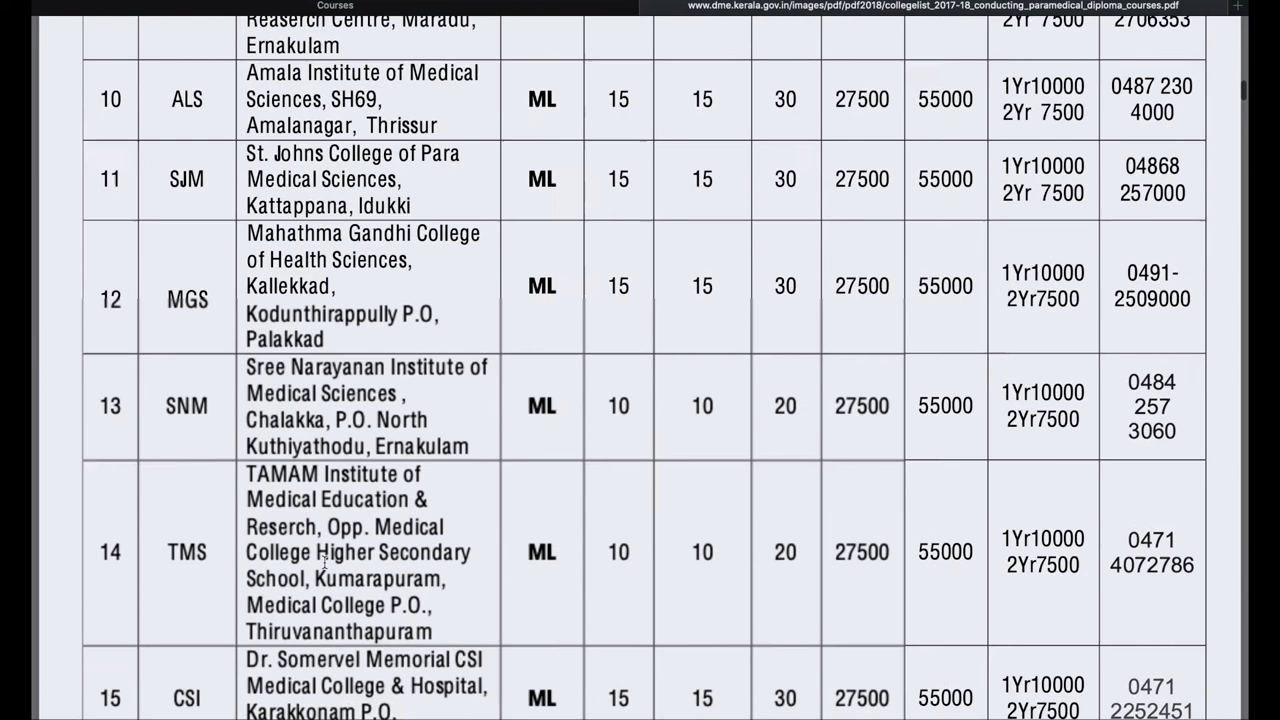 Courses
www.dme.kerala.gov.in/images/pdf/pdf2018/collegelist_2017-18_conducting_paramedical_diploma_courses.pdf
Reaserch Centre, Maradu,
Ernakulam
2Yr 7500
2706353
10
ALS
Amala Institute of Medical
Sciences, SH69,
Amalanagar, Thrissur
ML
15
15
30
27500
55000
1Yr10000
2Yr 7500
0487 230
4000
11
SJM
St. Johns College of Para
Medical Sciences,
Kattappana, Idukki
ML
15
15
30
27500
55000
1Yr10000
2Yr 7500
04868
257000
12
MGS
Mahathma Gandhi College
of Health Sciences,
Kallekkad,
Kodunthirappully P.O,
Palakkad
ML
15
15
30
27500
55000
1Yr10000
2Yr7500
0491-
2509000
13
SNM
Sree Narayanan Institute of
Medical Sciences ,
Chalakka, P.O. North
Kuthiyathodu, Ernakulam
ML
10
10
20
27500
55000
1Yr10000
2Yr7500
0484
257
3060
14
TMS
TAMAM Institute of
Medical Education &
Reserch, Opp. Medical
College Higher Secondary
School, Kumarapuram,
Medical College P.O.,
Thiruvananthapuram
ML
10
10
20
27500
55000
1Yr10000
2Yr7500
0471
4072786
15
CSI
Dr. Somervel Memorial CSI
Medical College & Hospital,
Karakkonam P.O.
ML
15
15
30
27500
55000
1Yr10000
2Yr7500
0471
2252451